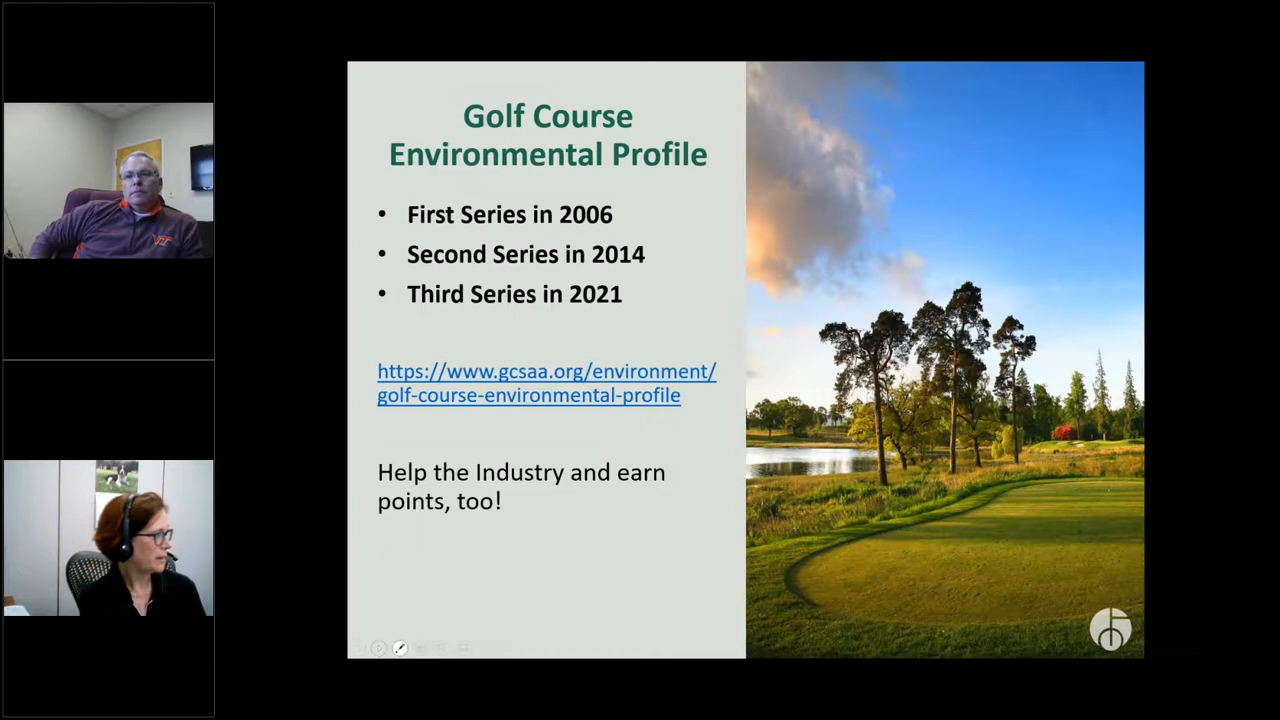 Golf Course
Environmental Profile
• First Series in 2006
• Second Series in 2014
• Third Series in 2021
https://www.gcsaa.org/environment/
golf-course-environmental-profile
Help the Industry and earn
points, too!
VT